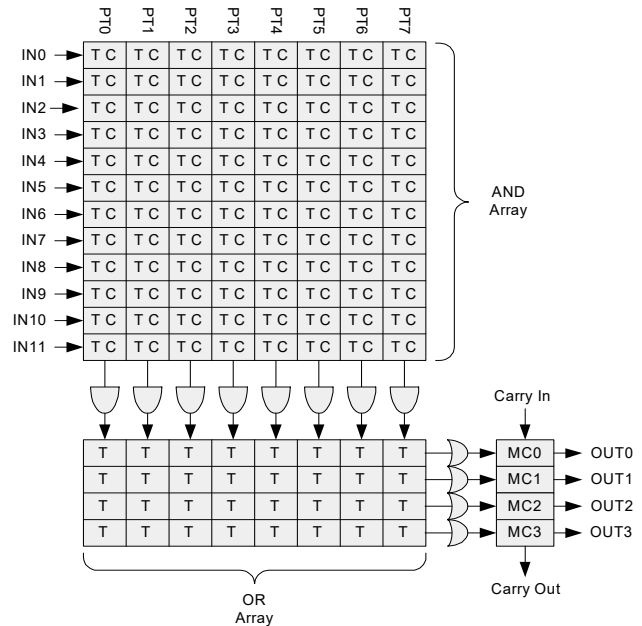 PT0 PT1 PT2 PT3 PT4 PT5 PT6 PT7
IN0 T C T C T C T C T C T C T C T C
IN1 T C T C T C T C T C T C T C T C
IN2 T C T C T C T C T C T C T C T C
IN3 T C T C T C T C T C T C T C T C
IN4 T C T C T C T C T C T C T C T C
IN5 T C T C T C T C T C T C T C T C
IN6 T C T C T C T C T C T C T C T C
IN7 T C T C T C T C T C T C T C T C
IN8 T C T C T C T C T C T C T C T C
IN9 T C T C T C T C T C T C T C T C
IN10 T C T C T C T C T C T C T C T C
IN11 T C T C T C T C T C T C T C T C
AND
Array
Carry In
T T T T T T T T MC0 OUT0
T T T T T T T T MC1 OUT1
T T T T T T T T MC2 OUT2
T T T T T T T T MC3 OUT3
Carry Out
OR
Array